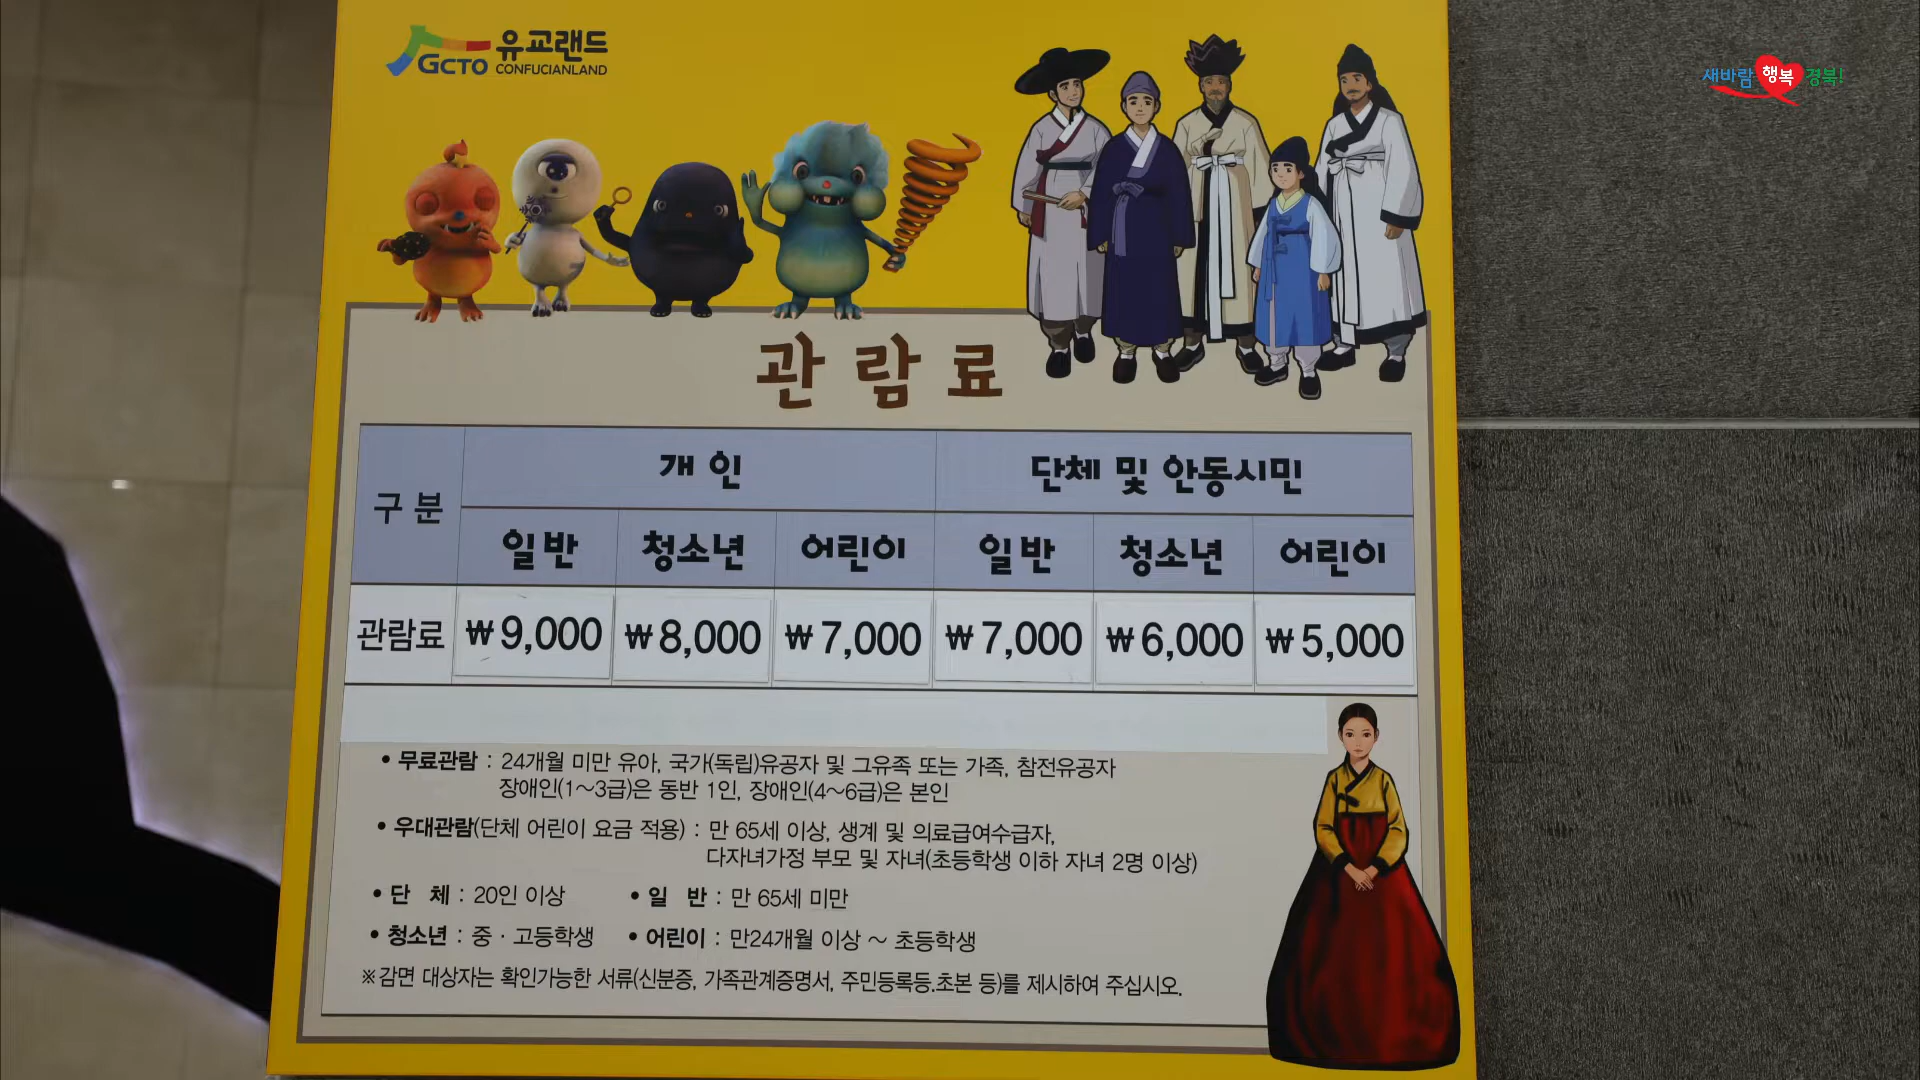 GCTO 유교랜드
CONFUCIANLAND
새바람 행복 경북!
관람료
구분 개인 단체 및 안동시민
일반 청소년 어린이 일반 청소년 어린이
관람료 ₩9,000 ₩8,000 ₩7,000 ₩7,000 ₩6,000 ₩5,000
• 무료관람 : 24개월 미만 유아, 국가(독립)유공자 및 그유족 또는 가족, 참전유공자
장애인(1~3급)은 동반 1인, 장애인(4~6급)은 본인
• 우대관람(단체 어린이 요금 적용) : 만 65세 이상, 생계 및 의료급여수급자,
다자녀가정 부모 및 자녀(초등학생 이하 자녀 2명 이상)
• 단 체 : 20인 이상 • 일 반 : 만 65세 미만
• 청소년 : 중 · 고등학생 • 어린이 : 만24개월 이상 ~ 초등학생
※감면 대상자는 확인가능한 서류(신분증, 가족관계증명서, 주민등록등.초본 등)를 제시하여 주십시오.